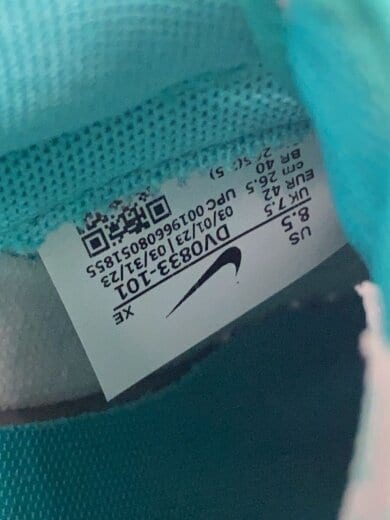 US 8.5
UK 7.5
EUR 42
cm 26.5
BR 40
XE
DV0833-101
03/01/23 03/31/23
UPC 00196608051855